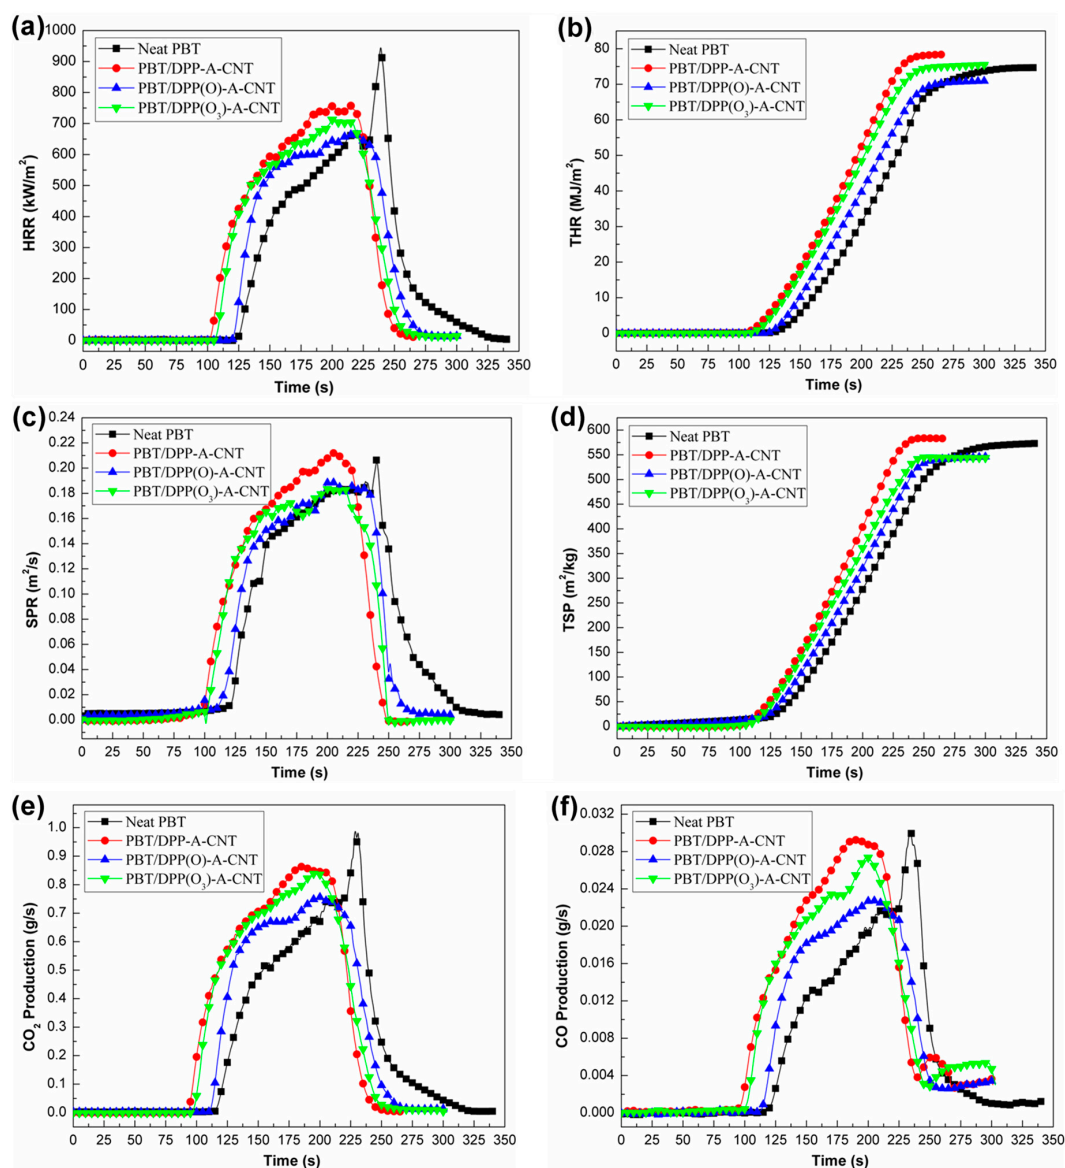 (a)
1000
900
800
700
600
500
400
300
200
100
0
HRR (kW/m²)
Neat PBT
PBT/DPP-A-CNT
PBT/DPP(O)-A-CNT
PBT/DPP(O₃)-A-CNT
0 25 50 75 100 125 150 175 200 225 250 275 300 325 350
Time (s)
(b)
80
70
60
50
40
30
20
10
0
THR (MJ/m²)
Neat PBT
PBT/DPP-A-CNT
PBT/DPP(O)-A-CNT
PBT/DPP(O₃)-A-CNT
0 25 50 75 100 125 150 175 200 225 250 275 300 325 350
Time (s)
(c)
0.24
0.22
0.20
0.18
0.16
0.14
0.12
0.10
0.08
0.06
0.04
0.02
0.00
SPR (m²/s)
Neat PBT
PBT/DPP-A-CNT
PBT/DPP(O)-A-CNT
PBT/DPP(O₃)-A-CNT
0 25 50 75 100 125 150 175 200 225 250 275 300 325 350
Time (s)
(d)
600
550
500
450
400
350
300
250
200
150
100
50
0
TSP (m²/kg)
Neat PBT
PBT/DPP-A-CNT
PBT/DPP(O)-A-CNT
PBT/DPP(O₃)-A-CNT
0 25 50 75 100 125 150 175 200 225 250 275 300 325 350
Time (s)
(e)
1.0
0.9
0.8
0.7
0.6
0.5
0.4
0.3
0.2
0.1
0.0
CO₂ Production (g/s)
Neat PBT
PBT/DPP-A-CNT
PBT/DPP(O)-A-CNT
PBT/DPP(O₃)-A-CNT
0 25 50 75 100 125 150 175 200 225 250 275 300 325 350
Time (s)
(f)
0.032
0.028
0.024
0.020
0.016
0.012
0.008
0.004
0.000
CO Production (g/s)
Neat PBT
PBT/DPP-A-CNT
PBT/DPP(O)-A-CNT
PBT/DPP(O₃)-A-CNT
0 25 50 75 100 125 150 175 200 225 250 275 300 325 350
Time (s)